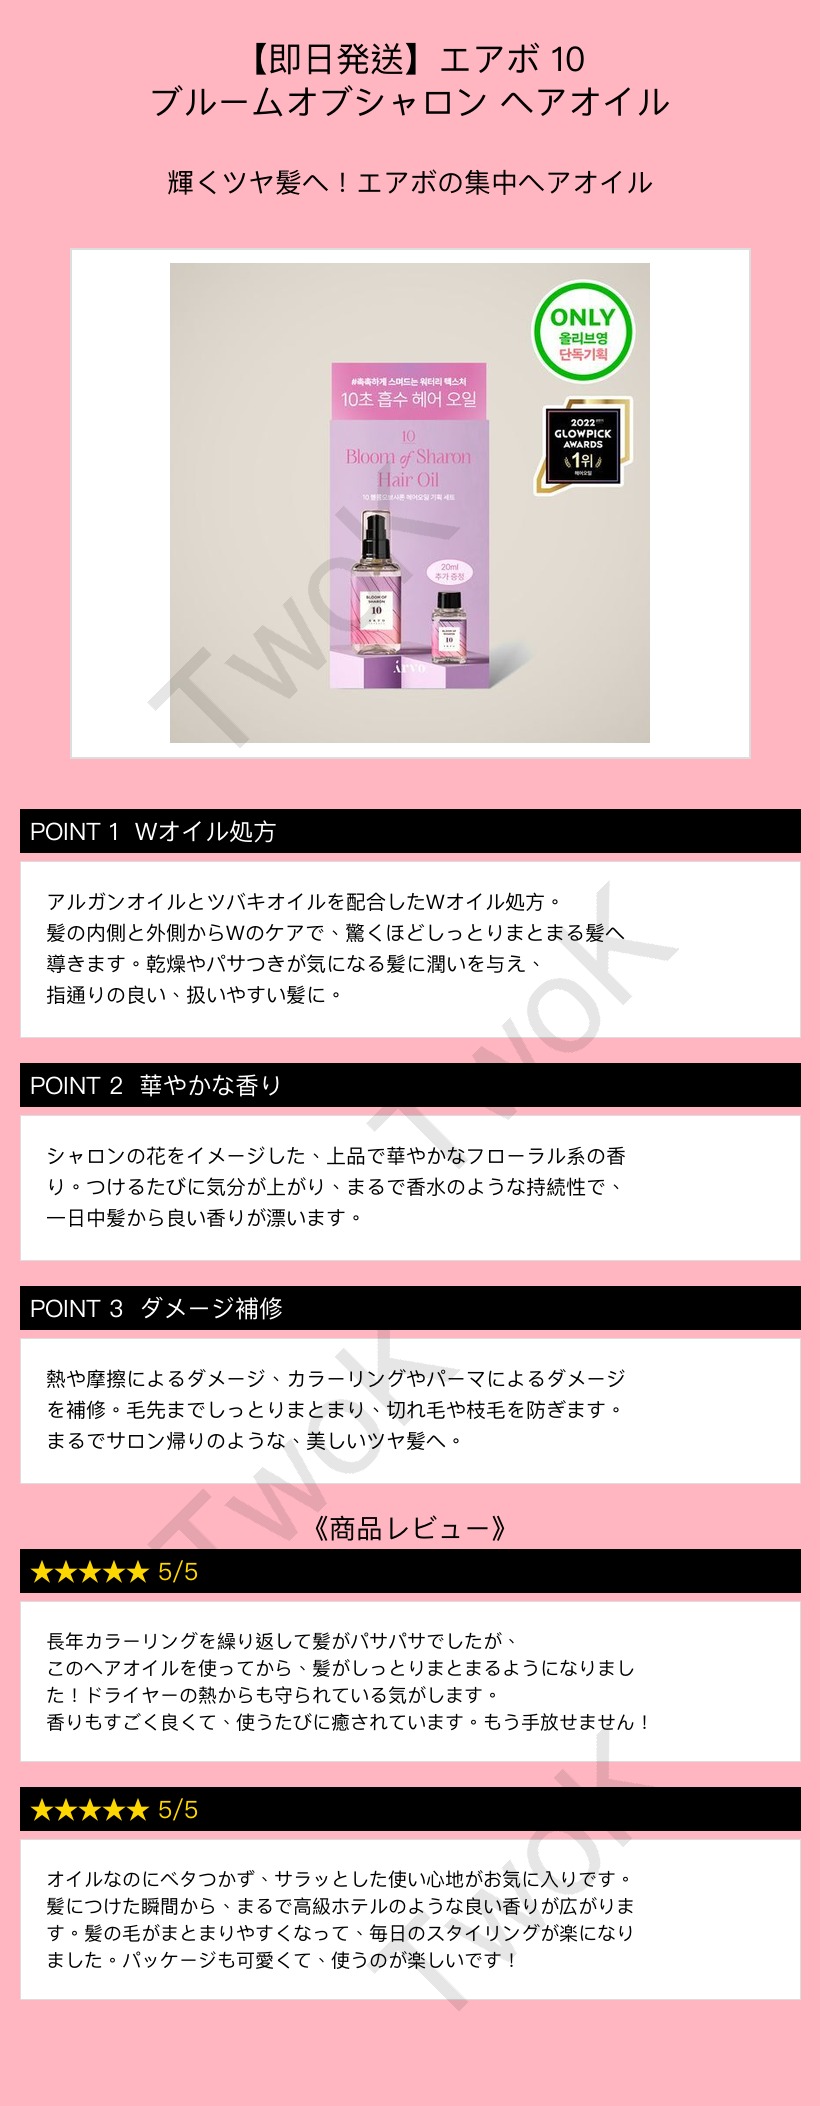 【即日発送】エアボ 10
ブルームオブシャロン ヘアオイル
輝くツヤ髪へ！エアボの集中ヘアオイル
ONLY
올리브영
단독기획
#촉촉하게 스며드는 워터리 텍스처
10초 흡수 헤어 오일
2022
GLOWPICK
AWARDS
1위
헤어오일
10
Bloom of Sharon
Hair Oil
10 블룸오브샤론 헤어오일 기획 세트
20ml
추가 증정
BLOOM OF
SHARON
10
ARVO
BLOOM OF
SHARON
10
ARVO
Árvo
TwoK
POINT 1 Wオイル処方
アルガンオイルとツバキオイルを配合したWオイル処方。
髪の内側と外側からWのケアで、驚くほどしっとりまとまる髪へ
導きます。乾燥やパサつきが気になる髪に潤いを与え、
指通りの良い、扱いやすい髪に。
TwoK
POINT 2 華やかな香り
シャロンの花をイメージした、上品で華やかなフローラル系の香
り。つけるたびに気分が上がり、まるで香水のような持続性で、
一日中髪から良い香りが漂います。
POINT 3 ダメージ補修
熱や摩擦によるダメージ、カラーリングやパーマによるダメージ
を補修。毛先までしっとりまとまり、切れ毛や枝毛を防ぎます。
まるでサロン帰りのような、美しいツヤ髪へ。
TwoK
《商品レビュー》
★★★★★ 5/5
長年カラーリングを繰り返して髪がパサパサでしたが、
このヘアオイルを使ってから、髪がしっとりまとまるようになりまし
た！ドライヤーの熱からも守られている気がします。
香りもすごく良くて、使うたびに癒されています。もう手放せません！
★★★★★ 5/5
オイルなのにベタつかず、サラッとした使い心地がお気に入りです。
髪につけた瞬間から、まるで高級ホテルのような良い香りが広がりま
す。髪の毛がまとまりやすくなって、毎日のスタイリングが楽になり
ました。パッケージも可愛くて、使うのが楽しいです！
TwoK